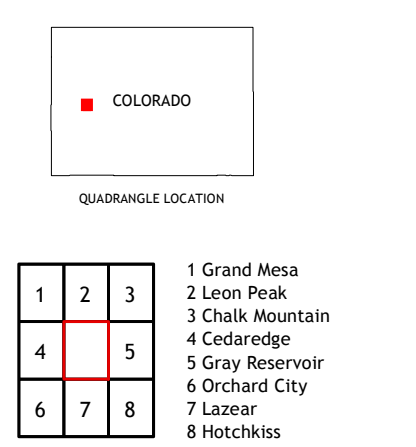 COLORADO
QUADRANGLE LOCATION
1 2 3
4 5
6 7 8
1 Grand Mesa
2 Leon Peak
3 Chalk Mountain
4 Cedaredge
5 Gray Reservoir
6 Orchard City
7 Lazear
8 Hotchkiss